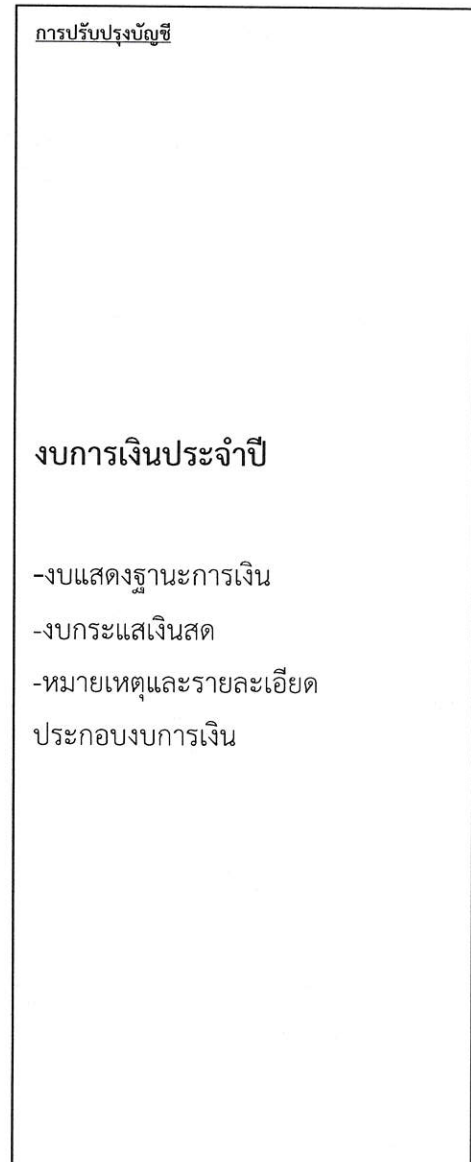 การปรับปรุงบัญชี
งบการเงินประจำปี
-งบแสดงฐานะการเงิน
-งบกระแสเงินสด
-หมายเหตุและรายละเอียด
ประกอบงบการเงิน